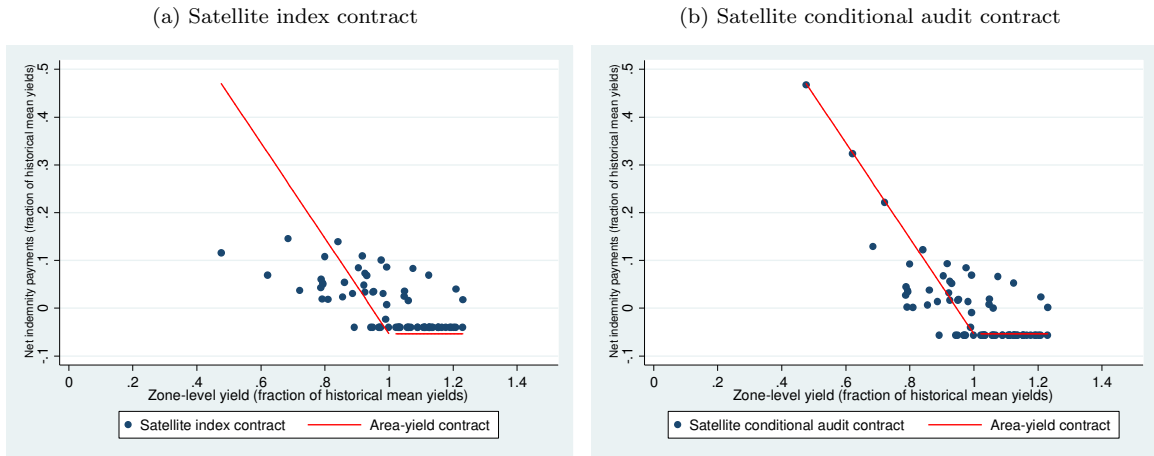 (a) Satellite index contract
Net indemnity payments (fraction of historical mean yields)
.5
.4
.3
.2
.1
0
-.1
0 .2 .4 .6 .8 1 1.2 1.4
Zone-level yield (fraction of historical mean yields)
Satellite index contract Area-yield contract
(b) Satellite conditional audit contract
Net indemnity payments (fraction of historical mean yields)
.5
.4
.3
.2
.1
0
-.1
0 .2 .4 .6 .8 1 1.2 1.4
Zone-level yield (fraction of historical mean yields)
Satellite conditional audit contract Area-yield contract